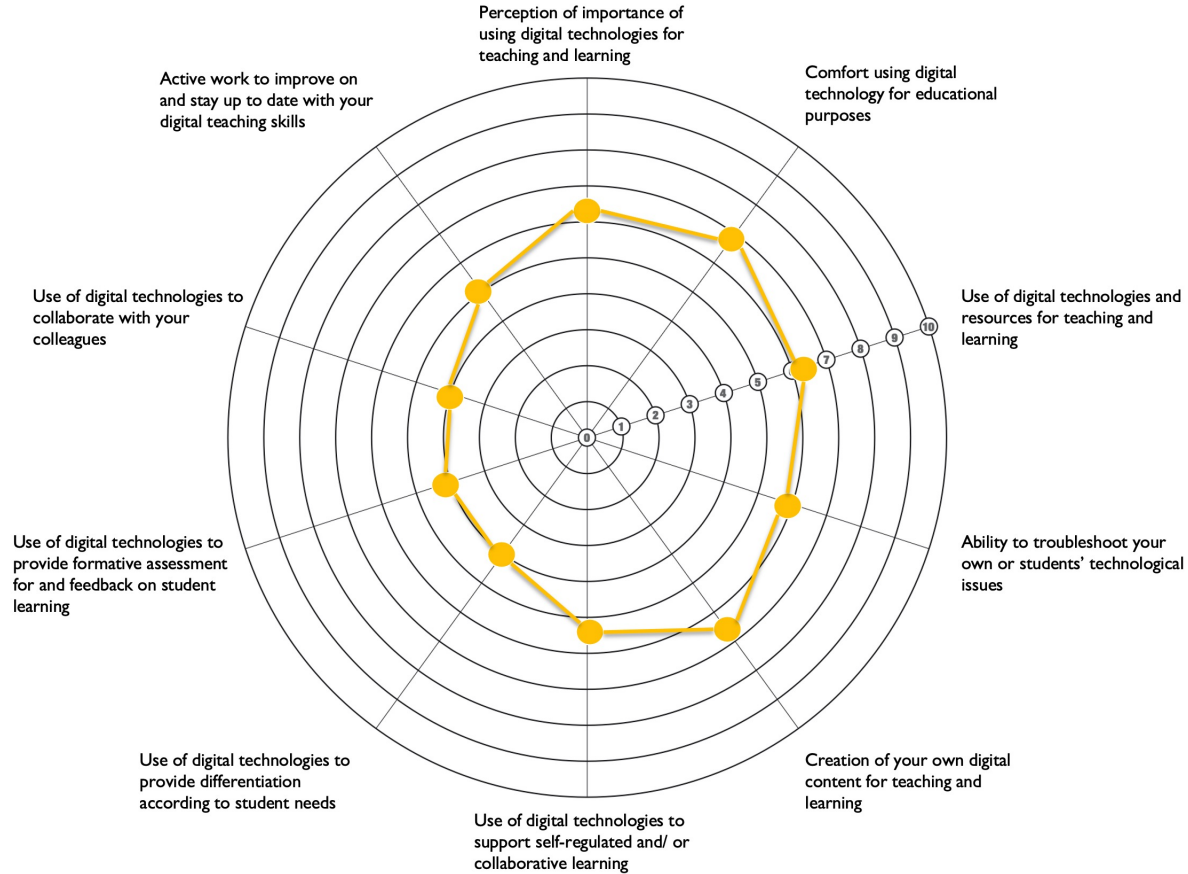 Perception of importance of
using digital technologies for
teaching and learning
Comfort using digital
technology for educational
purposes
Active work to improve on
and stay up to date with your
digital teaching skills
Use of digital technologies to
collaborate with your
colleagues
Use of digital technologies and
resources for teaching and
learning
10
9
8
7
5
4
3
2
1
0
Use of digital technologies to
provide formative assessment
for and feedback on student
learning
Ability to troubleshoot your
own or students’ technological
issues
Use of digital technologies to
provide differentiation
according to student needs
Creation of your own digital
content for teaching and
learning
Use of digital technologies to
support self-regulated and/ or
collaborative learning